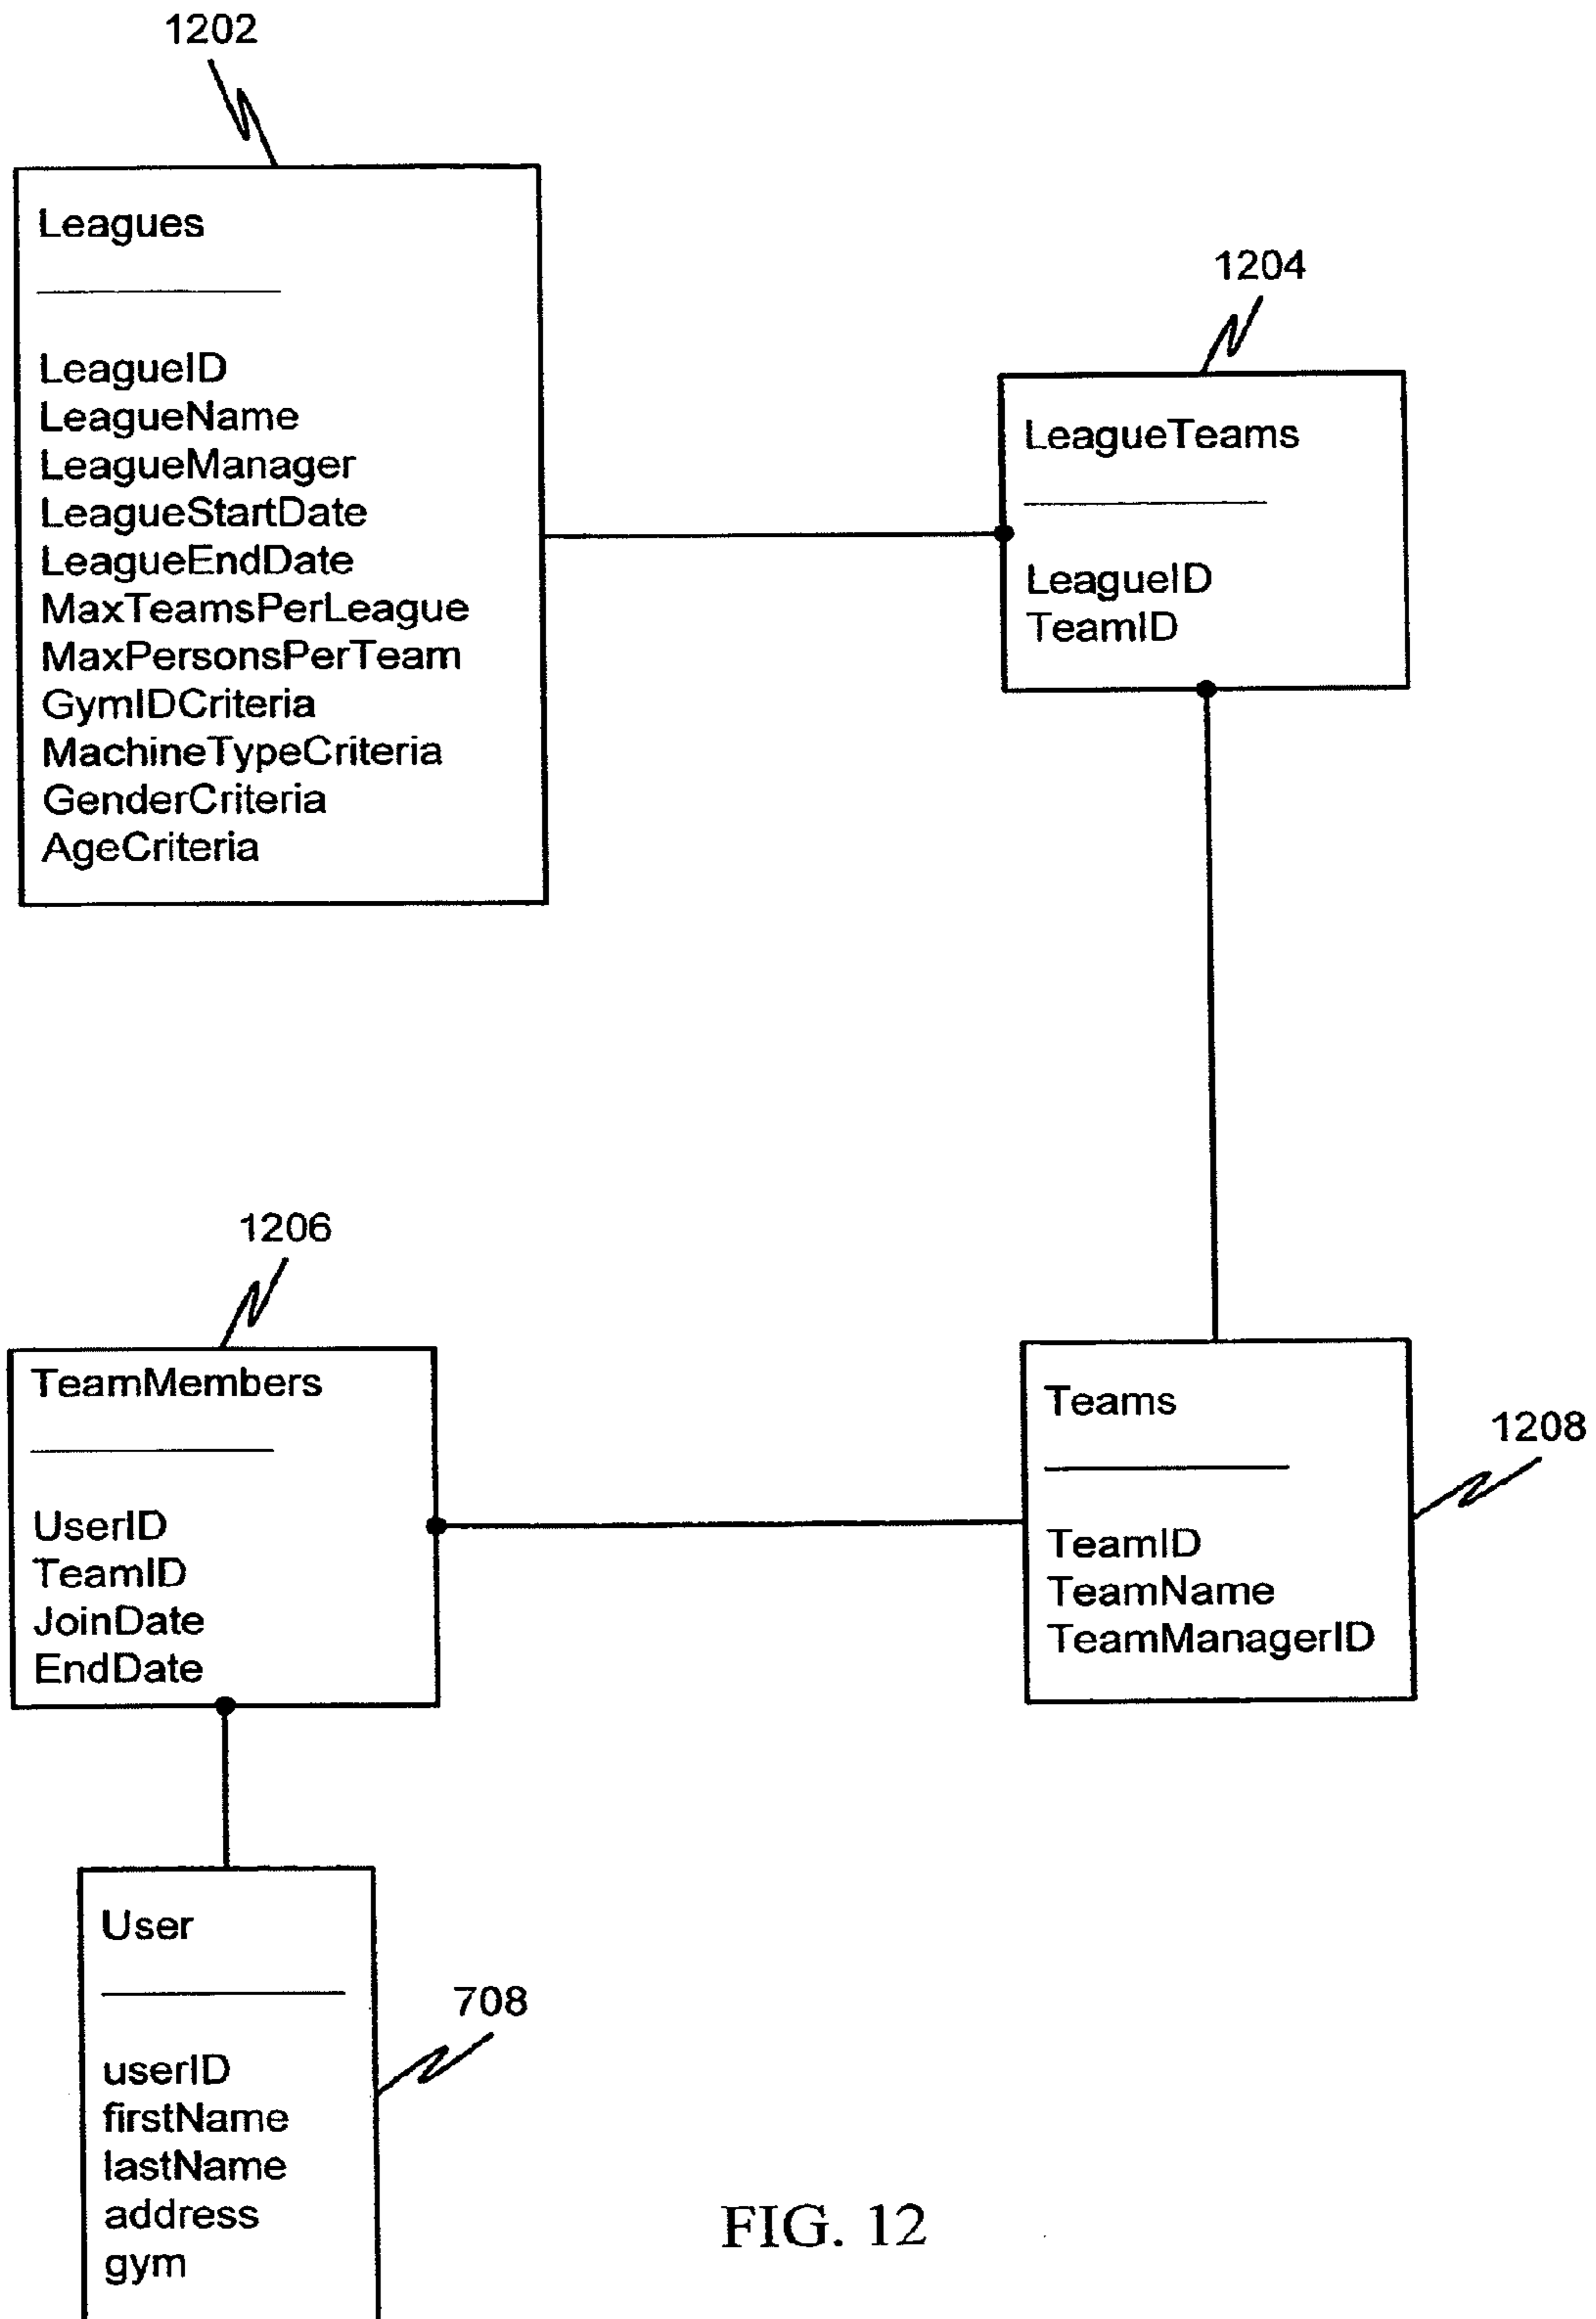 1202
Leagues
LeagueID
LeagueName
LeagueManager
LeagueStartDate
LeagueEndDate
MaxTeamsPerLeague
MaxPersonsPerTeam
GymIDCriteria
MachineTypeCriteria
GenderCriteria
AgeCriteria
1204
LeagueTeams
LeagueID
TeamID
1206
TeamMembers
UserID
TeamID
JoinDate
EndDate
1208
Teams
TeamID
TeamName
TeamManagerID
User
708
userID
firstName
lastName
address
gym
FIG. 12